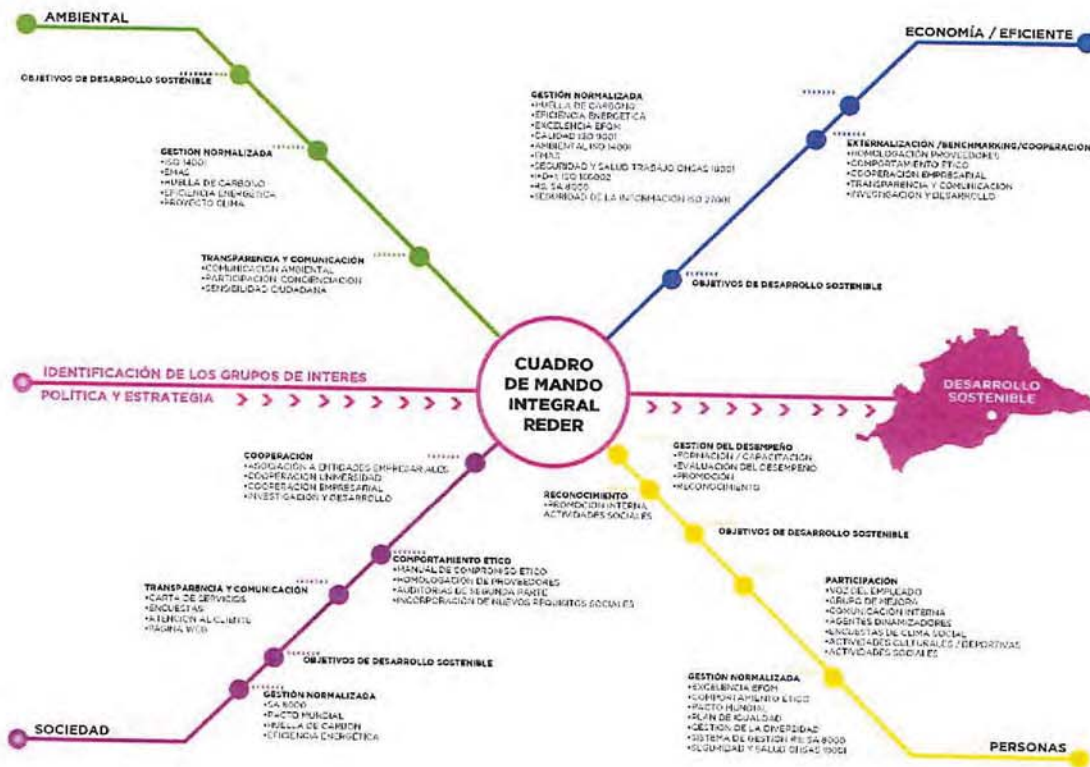 AMBIENTAL
OBJETIVOS DE DESARROLLO SOSTENIBLE
GESTIÓN NORMALIZADA
•ISO 14001
•EMAS
•HUELLA DE CARBONO
•EFICIENCIA ENERGÉTICA
•PROYECTO CLIMA
TRANSPARENCIA Y COMUNICACIÓN
•COMUNICACIÓN AMBIENTAL
•PARTICIPACIÓN CONCIENCIACIÓN
•SENSIBILIDAD CIUDADANA
ECONOMÍA / EFICIENTE
GESTIÓN NORMALIZADA
•HUELLA DE CARBONO
•EFICIENCIA ENERGÉTICA
•EXCELENCIA EFQM
•CALIDAD ISO 9001
•AMBIENTAL ISO 14001
•EMAS
•SEGURIDAD Y SALUD TRABAJO OHSAS 18001
•I+D+i ISO 166002
•RS. SA 8000
•SEGURIDAD DE LA INFORMACIÓN ISO 27001
EXTERNALIZACIÓN /BENCHMARKING/COOPERACIÓN
•HOMOLOGACIÓN PROVEEDORES
•COMPORTAMIENTO ÉTICO
•COOPERACIÓN EMPRESARIAL
•TRANSPARENCIA Y COMUNICACIÓN
•INVESTIGACIÓN Y DESARROLLO
OBJETIVOS DE DESARROLLO SOSTENIBLE
IDENTIFICACIÓN DE LOS GRUPOS DE INTERES
POLÍTICA Y ESTRATEGIA
CUADRO
DE MANDO
INTEGRAL
REDER
DESARROLLO
SOSTENIBLE
COOPERACIÓN
•ASOCIACIÓN A ENTIDADES EMPRESARIALES
•COOPERACIÓN UNIVERSIDAD
•COOPERACIÓN EMPRESARIAL
•INVESTIGACIÓN Y DESARROLLO
COMPORTAMIENTO ETICO
•MANUAL DE COMPROMISO ETICO
•HOMOLOGACIÓN DE PROVEEDORES
•AUDITORIAS DE SEGUNDA PARTE
•INCORPORACIÓN DE NUEVOS REQUISITOS SOCIALES
TRANSPARENCIA Y COMUNICACIÓN
•CARTA DE SERVICIOS
•ENCUESTAS
•ATENCIÓN AL CLIENTE
•PÁGINA WEB
OBJETIVOS DE DESARROLLO SOSTENIBLE
GESTIÓN NORMALIZADA
•SA 8000
•PACTO MUNDIAL
•HUELLA DE CARBON
•EFICIENCIA ENERGÉTICA
SOCIEDAD
GESTIÓN DEL DESEMPEÑO
•FORMACIÓN / CAPACITACIÓN
•EVALUACIÓN DEL DESEMPEÑO
•PROMOCIÓN
•RECONOCIMIENTO
RECONOCIMIENTO
•PROMOCIÓN INTERNA
ACTIVIDADES SOCIALES
OBJETIVOS DE DESARROLLO SOSTENIBLE
PARTICIPACIÓN
•VOZ DEL EMPLEADO
•GRUPO DE MEJORA
•COMUNICACIÓN INTERNA
•AGENTES DINAMIZADORES
•ENCUESTAS DE CLIMA SOCIAL
•ACTIVIDADES CULTURALES / DEPORTIVAS
•ACTIVIDADES SOCIALES
GESTIÓN NORMALIZADA
•EXCELENCIA EFQM
•COMPORTAMIENTO ÉTICO
•PACTO MUNDIAL
•PLAN DE IGUALDAD
•GESTIÓN DE LA DIVERSIDAD
•SISTEMA DE GESTIÓN RS: SA 8000
•SEGURIDAD Y SALUD OHSAS 18001
PERSONAS